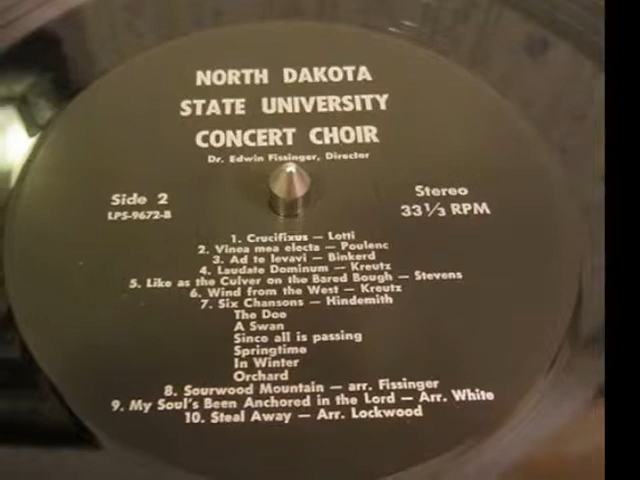 NORTH DAKOTA
STATE UNIVERSITY
CONCERT CHOIR
Dr. Edwin Fissinger, Director
Side 2
LPS-9672-B
Stereo
33⅓ RPM
1. Crucifixus — Lotti
2. Vinea mea electa — Poulenc
3. Ad te levavi — Binkerd
4. Laudate Dominum — Kreutz
5. Like as the Culver on the Bared Bough — Stevens
6. Wind from the West — Kreutz
7. Six Chansons — Hindemith
The Doe
A Swan
Since all is passing
Springtime
In Winter
Orchard
8. Sourwood Mountain — arr. Fissinger
9. My Soul's Been Anchored in the Lord — Arr. White
10. Steal Away — Arr. Lockwood